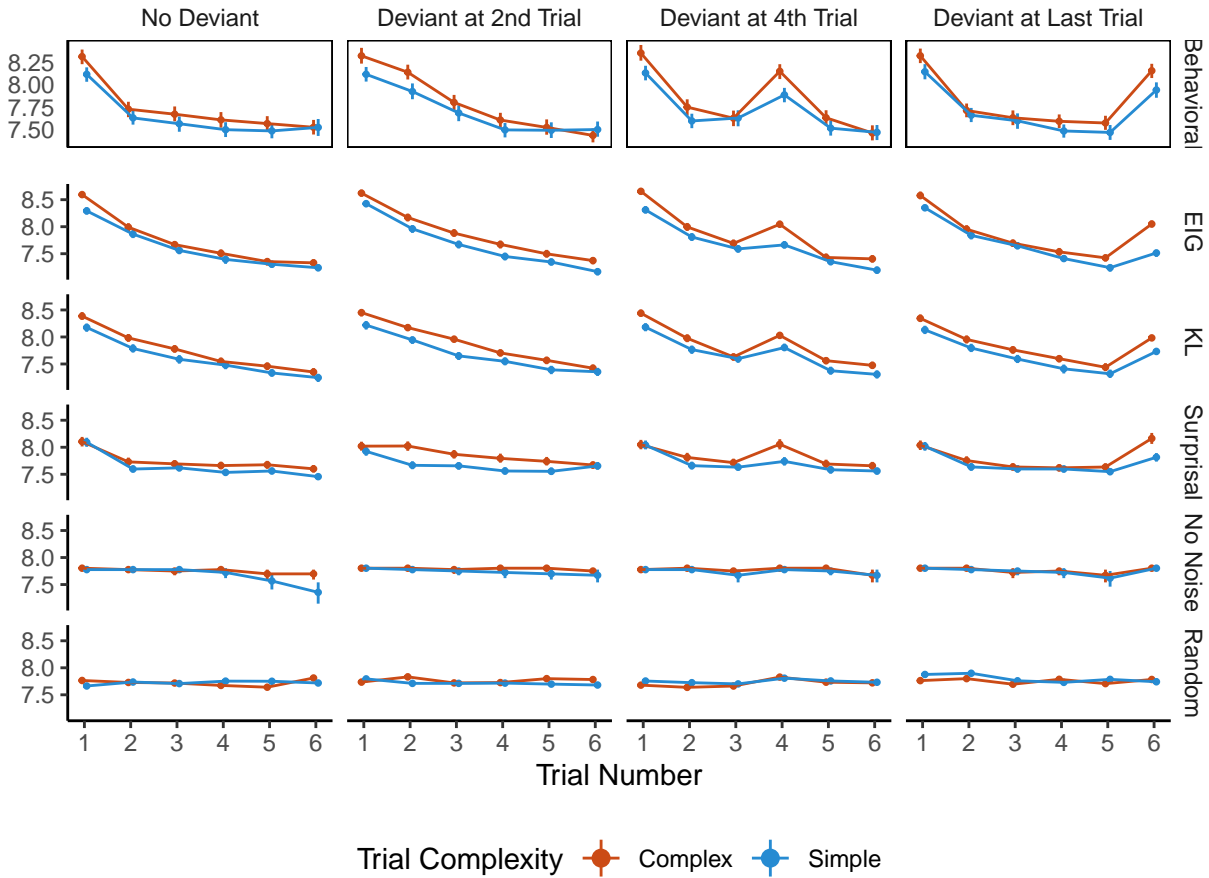 No Deviant Deviant at 2nd Trial Deviant at 4th Trial Deviant at Last Trial
8.25
8.00
7.75
7.50
Behavioral
8.5
8.0
7.5
EIG
8.5
8.0
7.5
KL
8.5
8.0
7.5
Surprisal
8.5
8.0
7.5
No Noise
8.5
8.0
7.5
Random
1 2 3 4 5 6 1 2 3 4 5 6 1 2 3 4 5 6 1 2 3 4 5 6
Trial Number
Trial Complexity Complex Simple